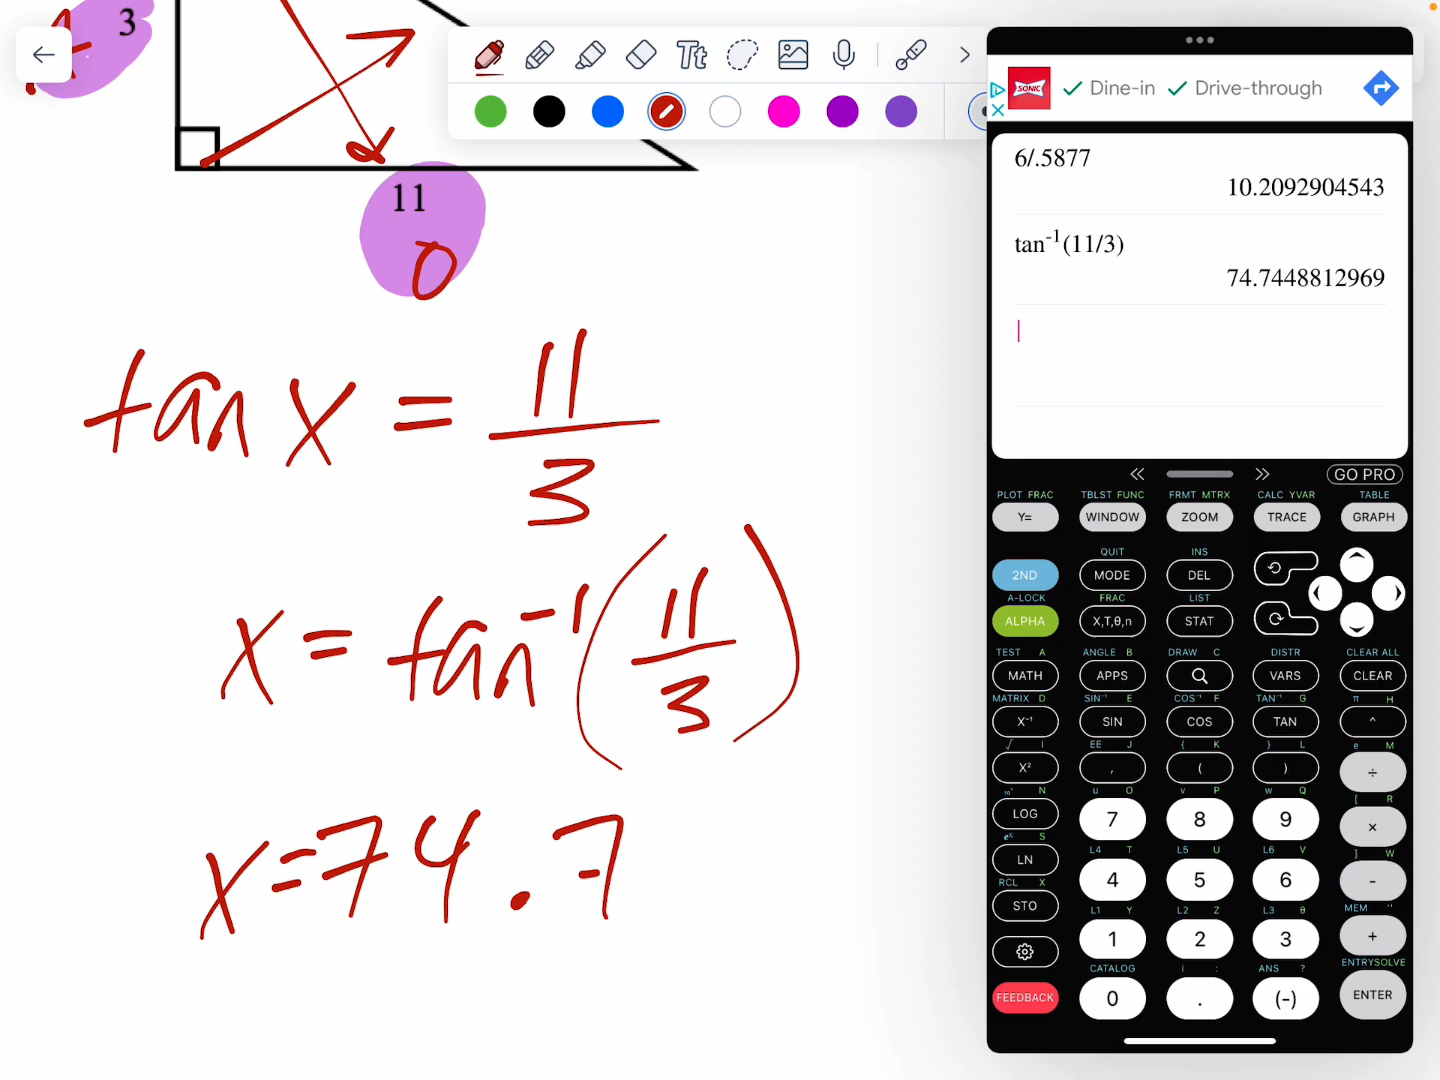 3
A
11
O
tan x = 11/3
x = tan⁻¹(11/3)
x = 74.7
Tt
SONIC
Dine-in
Drive-through
6/.5877
10.2092904543
tan⁻¹(11/3)
74.7448812969
GO PRO
PLOT FRAC TBLST FUNC FRMT MTRX CALC YVAR TABLE
Y= WINDOW ZOOM TRACE GRAPH
QUIT INS
2ND MODE DEL
A-LOCK FRAC LIST
ALPHA X,T,θ,n STAT
TEST A ANGLE B DRAW C DISTR CLEAR ALL
MATH APPS VARS CLEAR
MATRIX D SIN⁻¹ E COS⁻¹ F TAN⁻¹ G π H
X⁻¹ SIN COS TAN ^
√ I EE J { K } L e M
X² , ( ) ÷
10ˣ N u O v P w Q [ R
LOG 7 8 9 ×
eˣ S L4 T L5 U L6 V ] W
LN 4 5 6 -
RCL X L1 Y L2 Z L3 θ MEM "
STO 1 2 3 +
CATALOG i : ANS ? ENTRY SOLVE
FEEDBACK 0 . (-) ENTER